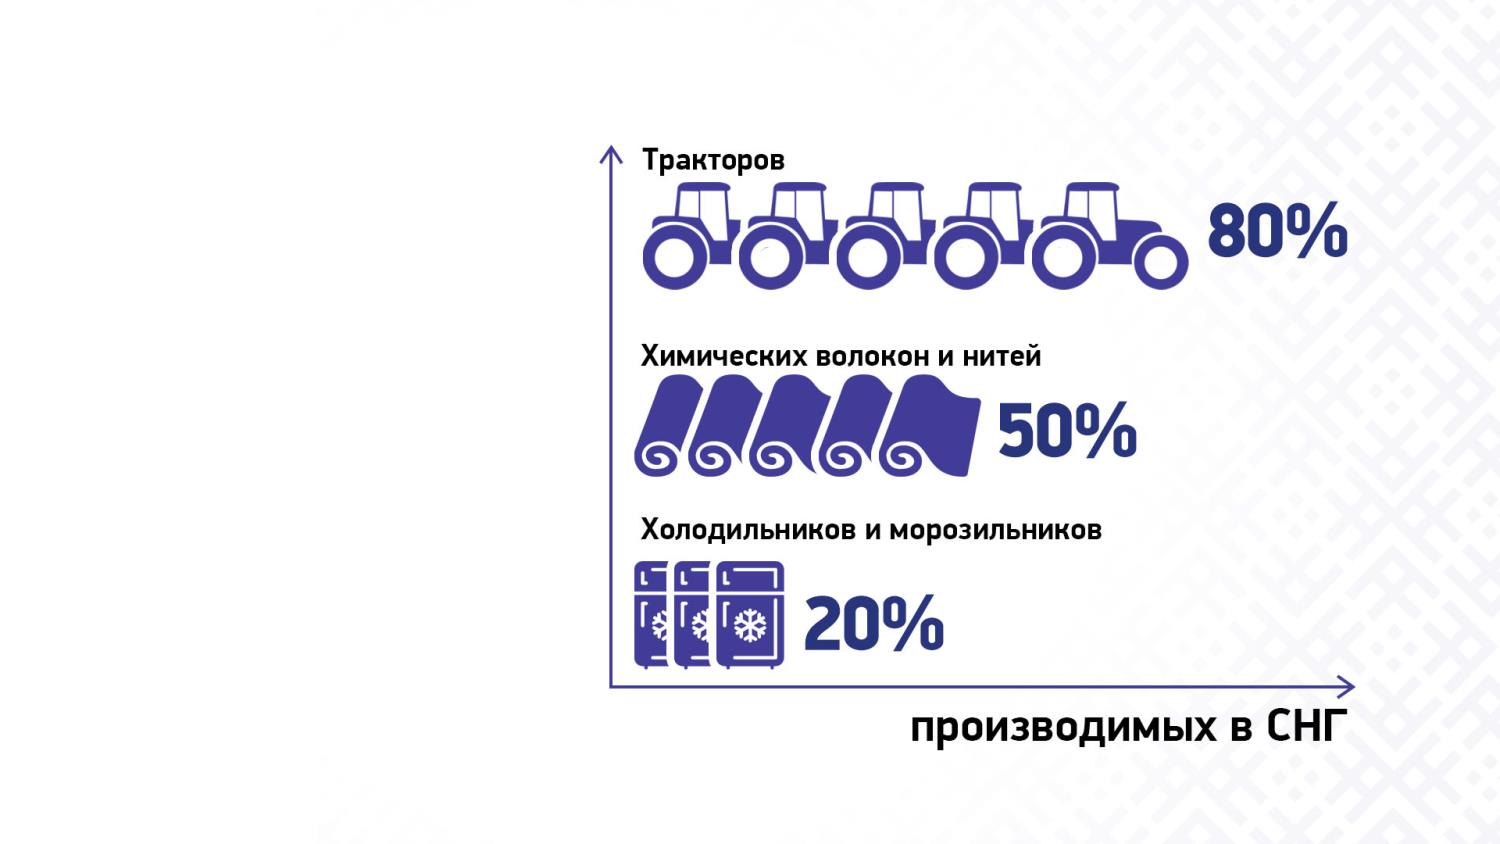 Тракторов
80%
Химических волокон и нитей
50%
Холодильников и морозильников
20%
производимых в СНГ